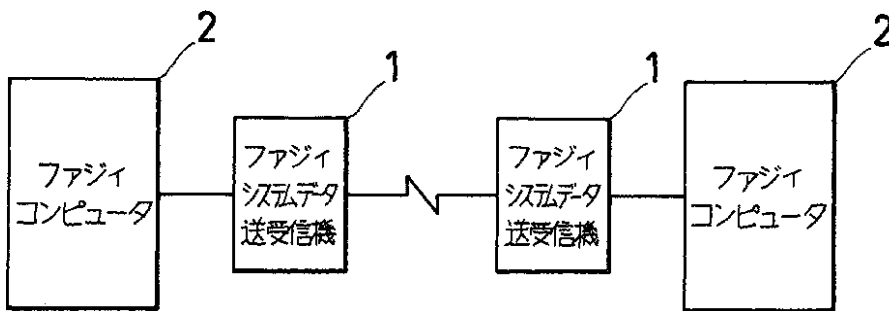 2
1
1
2
ファジィ
コンピュータ
ファジィ
システムデータ
送受信機
ファジィ
システムデータ
送受信機
ファジィ
コンピュータ